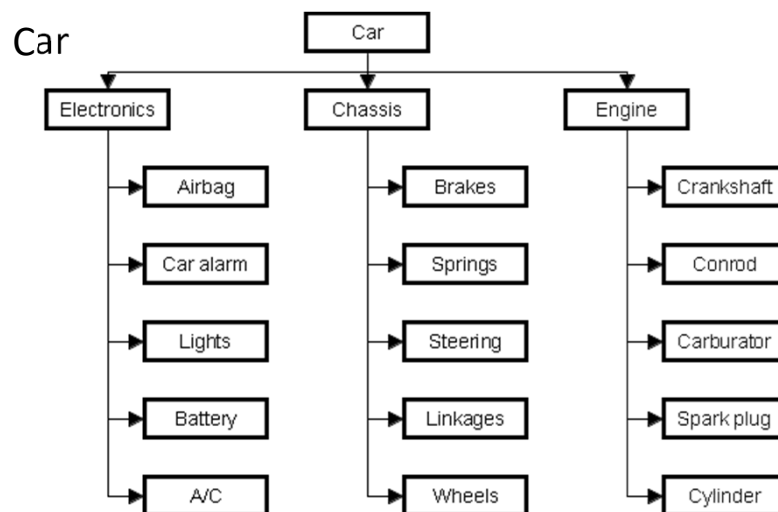 Car
Car
Electronics
Chassis
Engine
Airbag
Brakes
Crankshaft
Car alarm
Springs
Conrod
Lights
Steering
Carburator
Battery
Linkages
Spark plug
A/C
Wheels
Cylinder